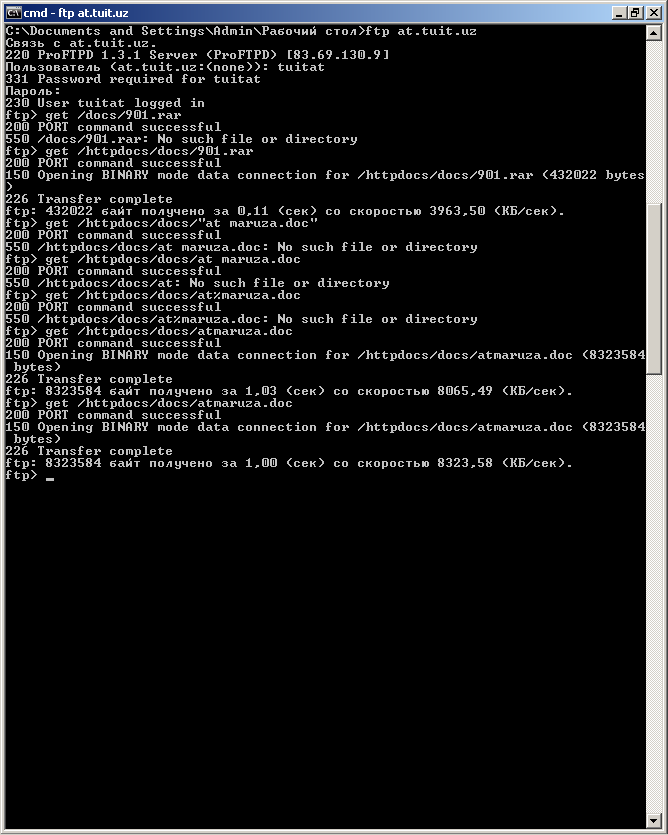 cmd - ftp at.tuit.uz
C:\Documents and Settings\Admin\Рабочий стол>ftp at.tuit.uz
Связь с at.tuit.uz.
220 ProFTPD 1.3.1 Server (ProFTPD) [83.69.130.9]
Пользователь (at.tuit.uz:(none)): tuitat
331 Password required for tuitat
Пароль:
230 User tuitat logged in
ftp> get /docs/901.rar
200 PORT command successful
550 /docs/901.rar: No such file or directory
ftp> get /httpdocs/docs/901.rar
200 PORT command successful
150 Opening BINARY mode data connection for /httpdocs/docs/901.rar (432022 bytes
)
226 Transfer complete
ftp: 432022 байт получено за 0,11 (сек) со скоростью 3963,50 (КБ/сек).
ftp> get /httpdocs/docs/"at maruza.doc"
200 PORT command successful
550 /httpdocs/docs/at maruza.doc: No such file or directory
ftp> get /httpdocs/docs/at maruza.doc
200 PORT command successful
550 /httpdocs/docs/at: No such file or directory
ftp> get /httpdocs/docs/at%maruza.doc
200 PORT command successful
550 /httpdocs/docs/at%maruza.doc: No such file or directory
ftp> get /httpdocs/docs/atmaruza.doc
200 PORT command successful
150 Opening BINARY mode data connection for /httpdocs/docs/atmaruza.doc (8323584
 bytes)
226 Transfer complete
ftp: 8323584 байт получено за 1,03 (сек) со скоростью 8065,49 (КБ/сек).
ftp> get /httpdocs/docs/atmaruza.doc
200 PORT command successful
150 Opening BINARY mode data connection for /httpdocs/docs/atmaruza.doc (8323584
 bytes)
226 Transfer complete
ftp: 8323584 байт получено за 1,00 (сек) со скоростью 8323,58 (КБ/сек).
ftp> _